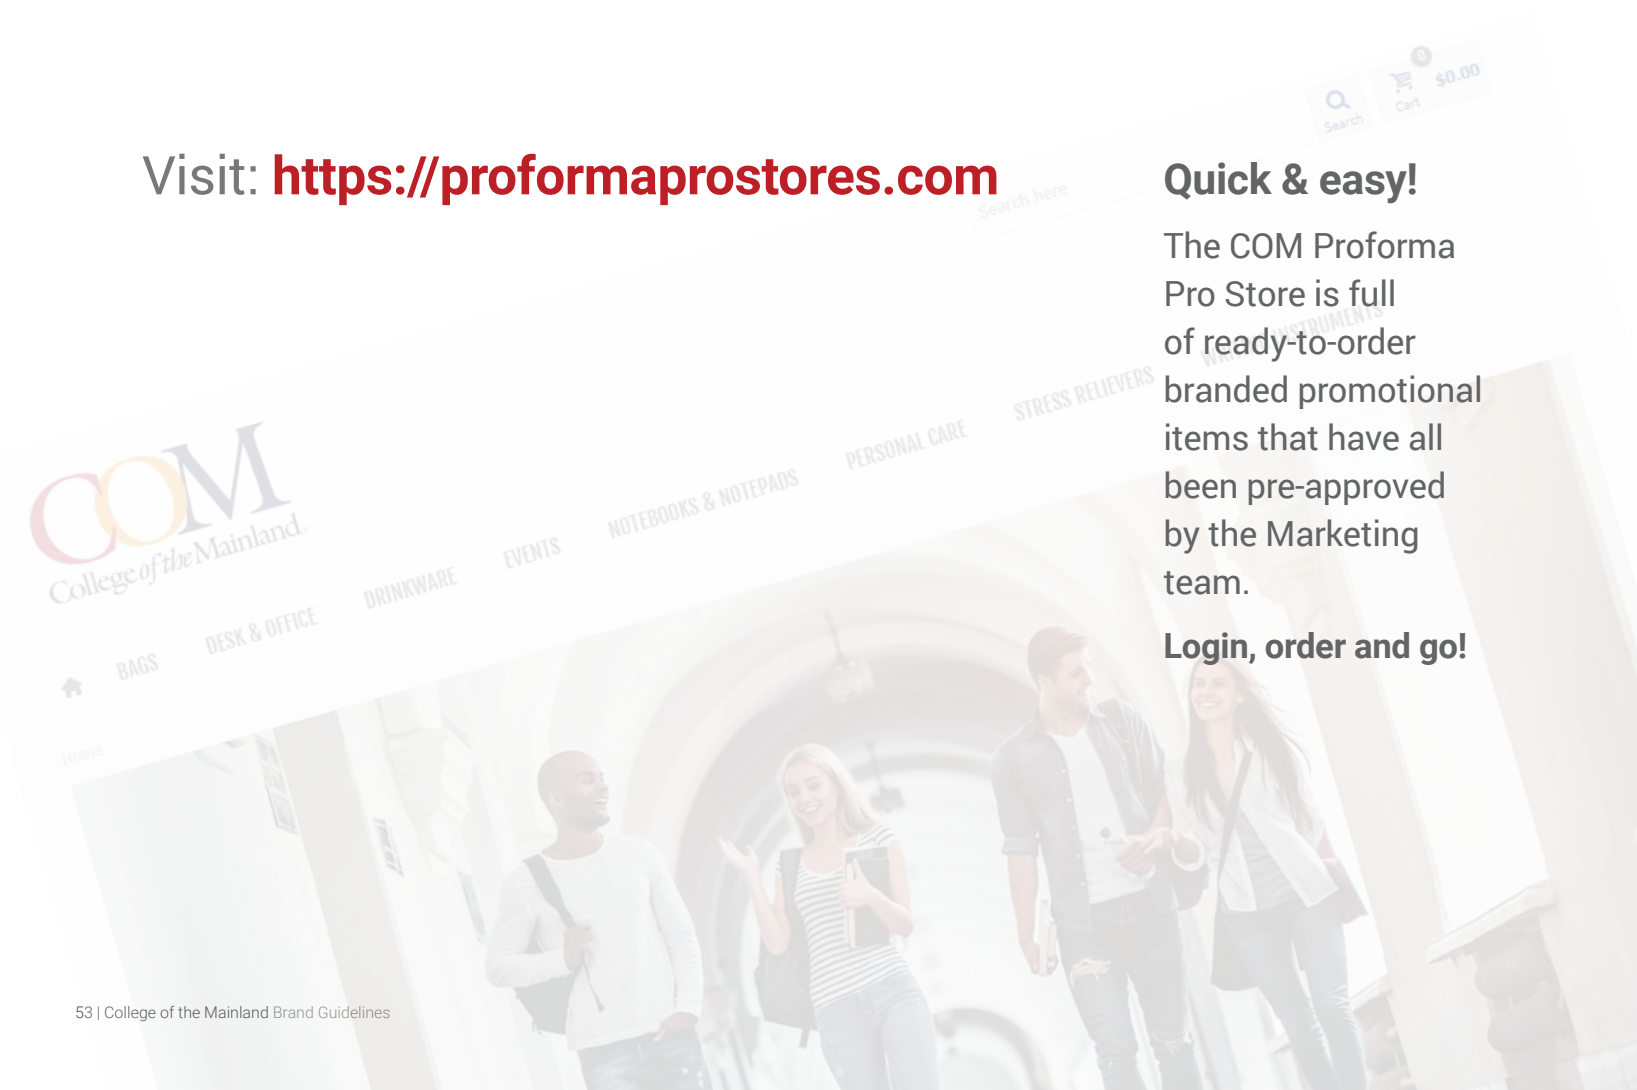 0
$0.00
Search
Cart
Search here
Visit: https://proformaprostores.com
Quick & easy!
The COM Proforma
Pro Store is full
of ready-to-order
branded promotional
items that have all
been pre-approved
by the Marketing
team.
Login, order and go!
COM
College of the Mainland®
BAGS
DESK & OFFICE
DRINKWARE
EVENTS
NOTEBOOKS & NOTEPADS
PERSONAL CARE
STRESS RELIEVERS
WRITING INSTRUMENTS
Home
53 | College of the Mainland Brand Guidelines